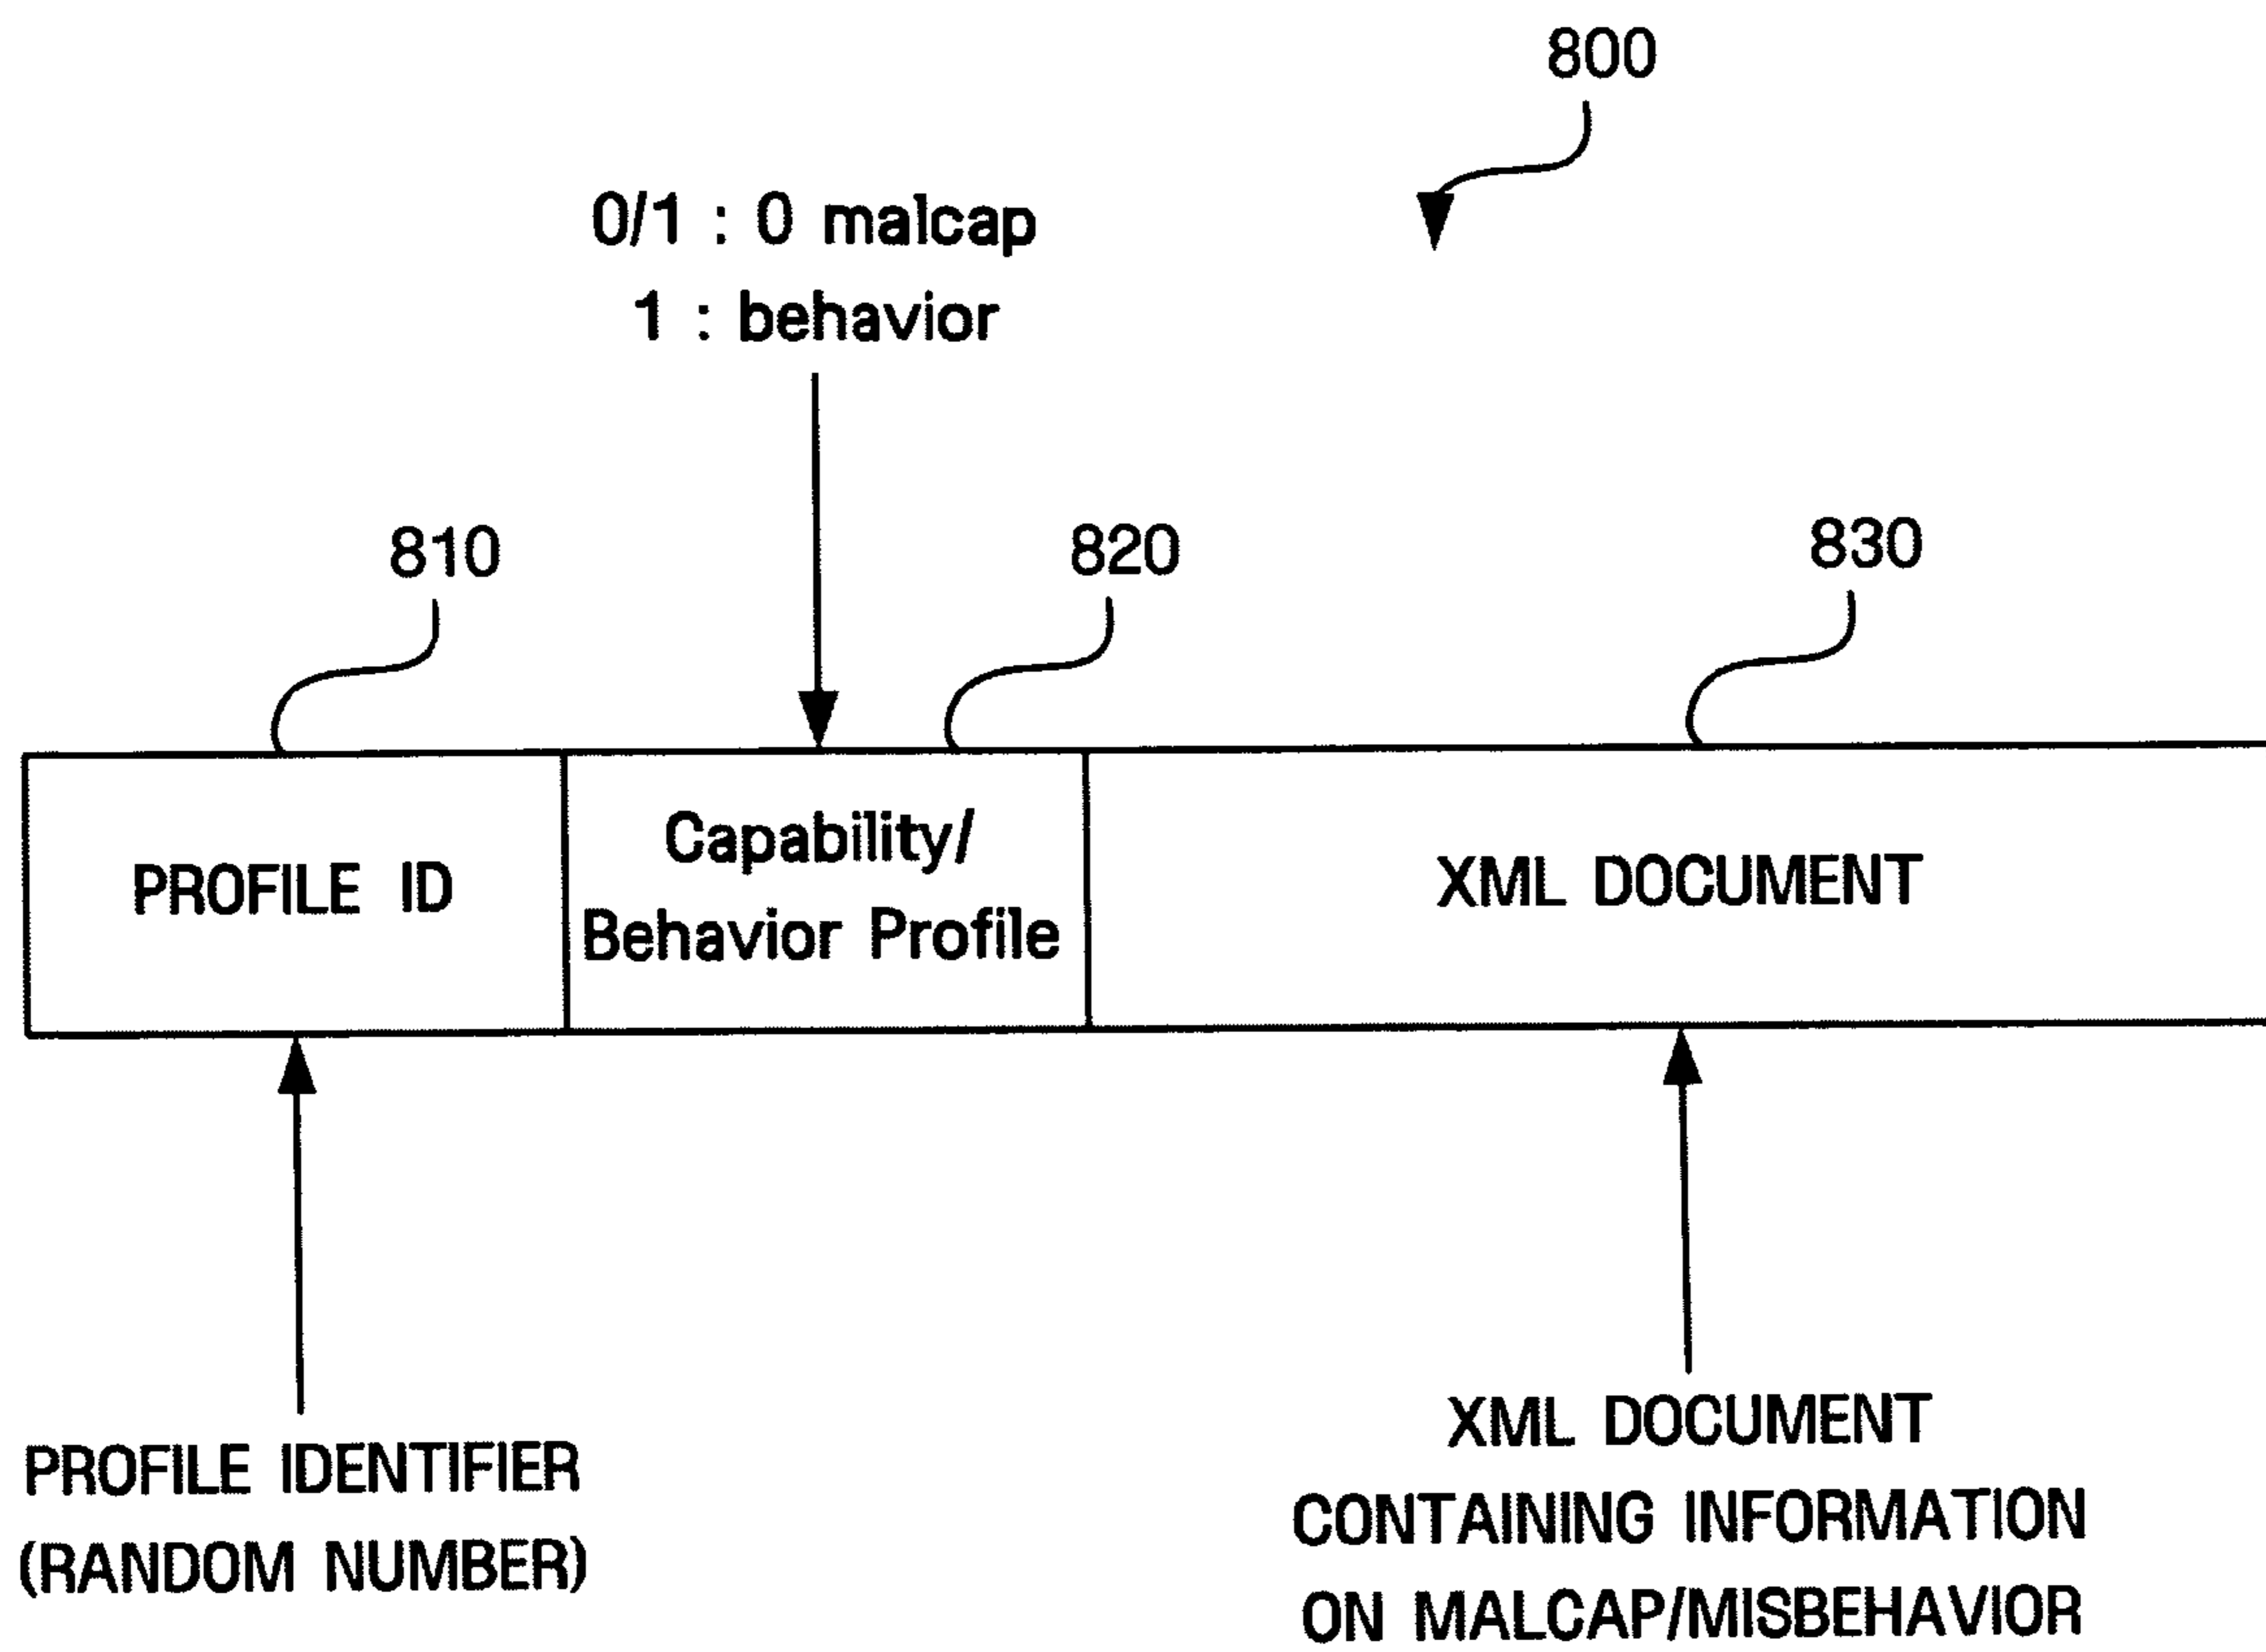 800
0/1 : 0 malcap
1 : behavior
810
820
830
PROFILE ID
Capability/
Behavior Profile
XML DOCUMENT
PROFILE IDENTIFIER
(RANDOM NUMBER)
XML DOCUMENT
CONTAINING INFORMATION
ON MALCAP/MISBEHAVIOR